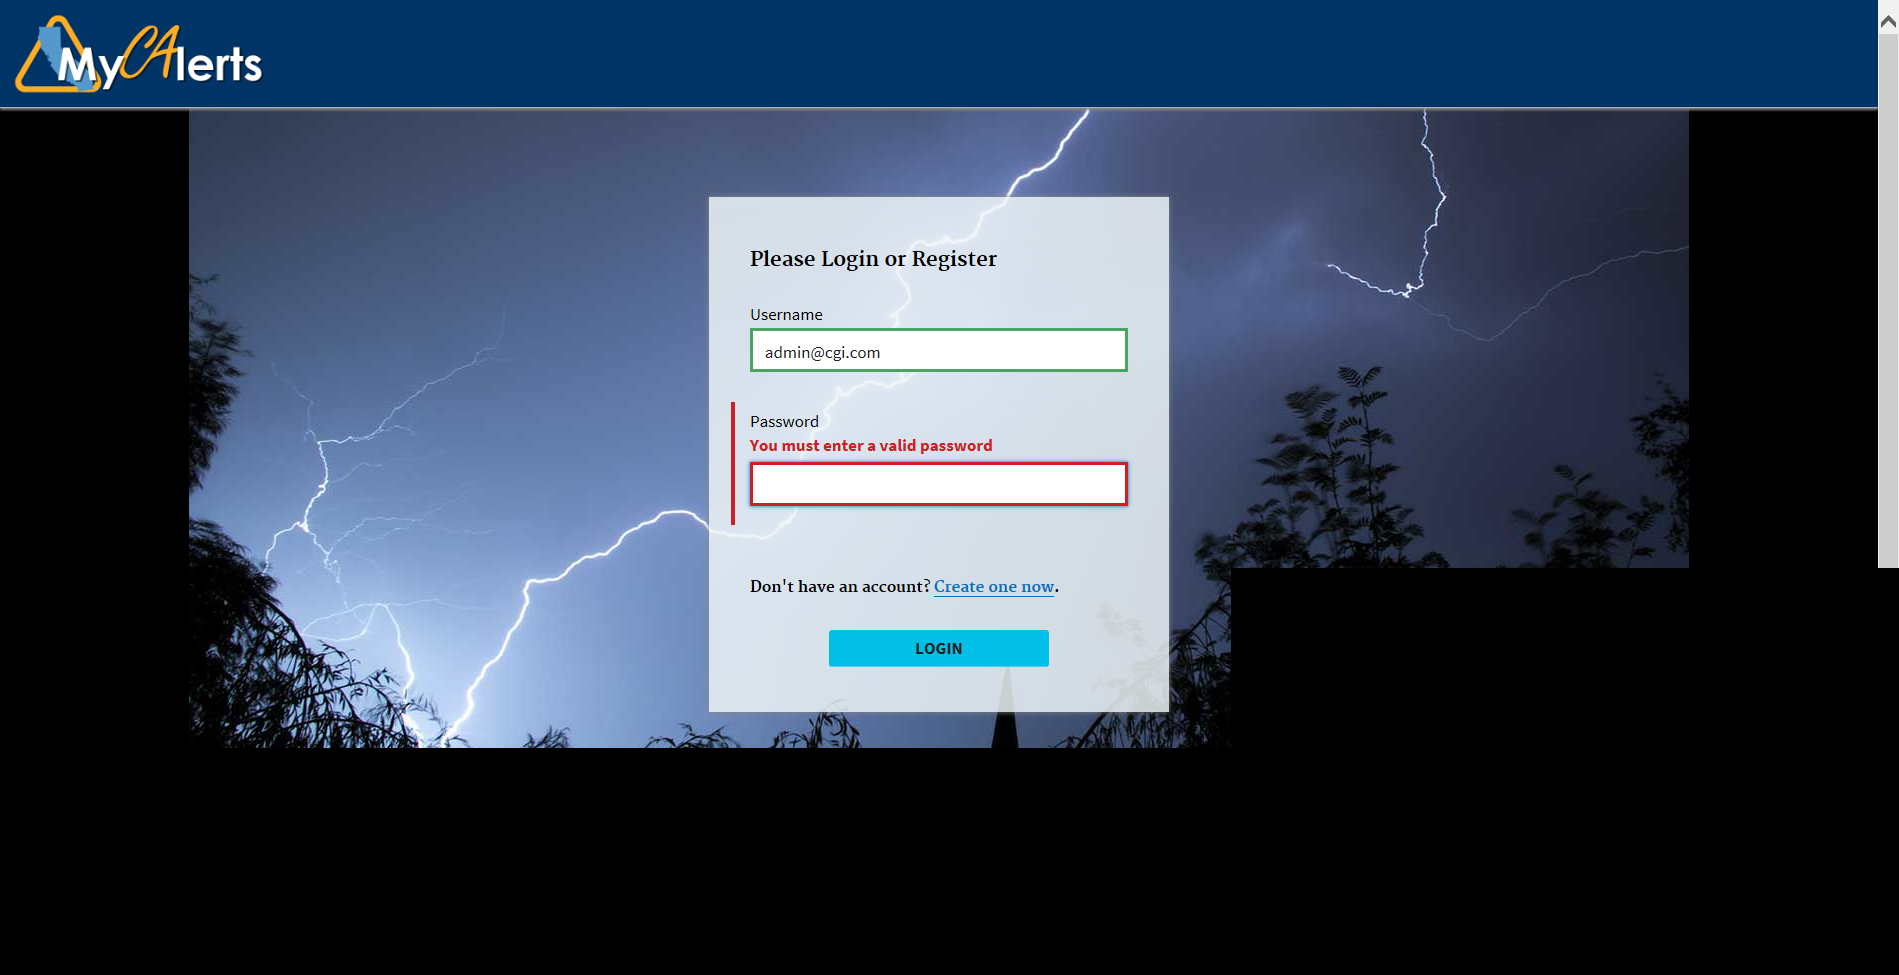 MyCAlerts
Please Login or Register
Username
admin@cgi.com
Password
You must enter a valid password
Don't have an account? Create one now.
LOGIN